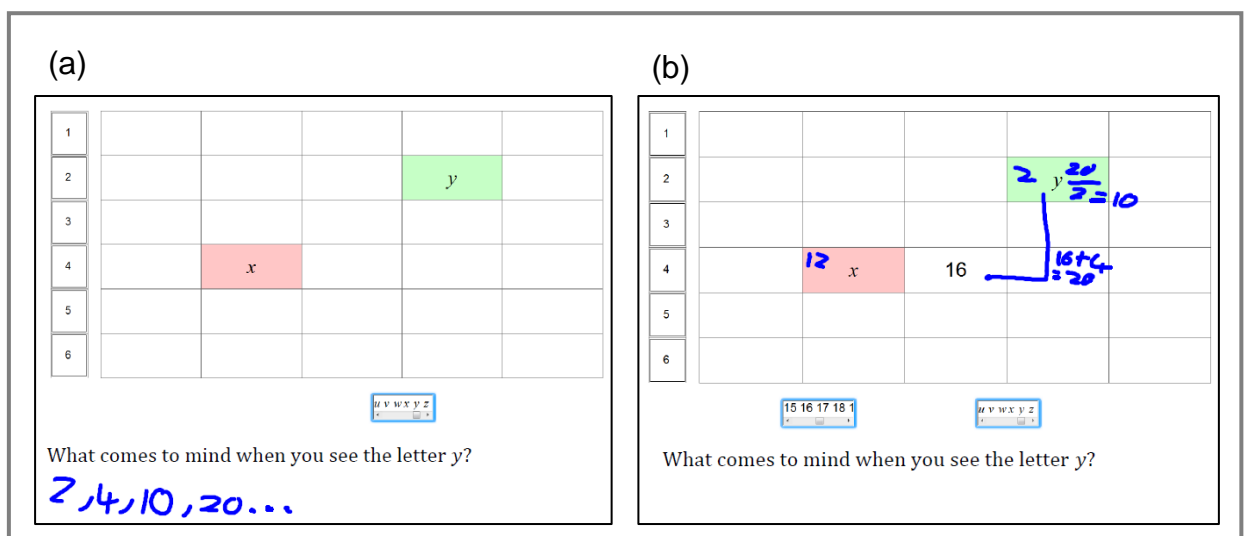 (a)
1
2 y
3
4 x
5
6
u v w x y z
What comes to mind when you see the letter y?
2,4,10,20...
(b)
1
2 2 y 20/2=10
3
4 12 x 16 16+4
=20
5
6
15 16 17 18 1
u v w x y z
What comes to mind when you see the letter y?